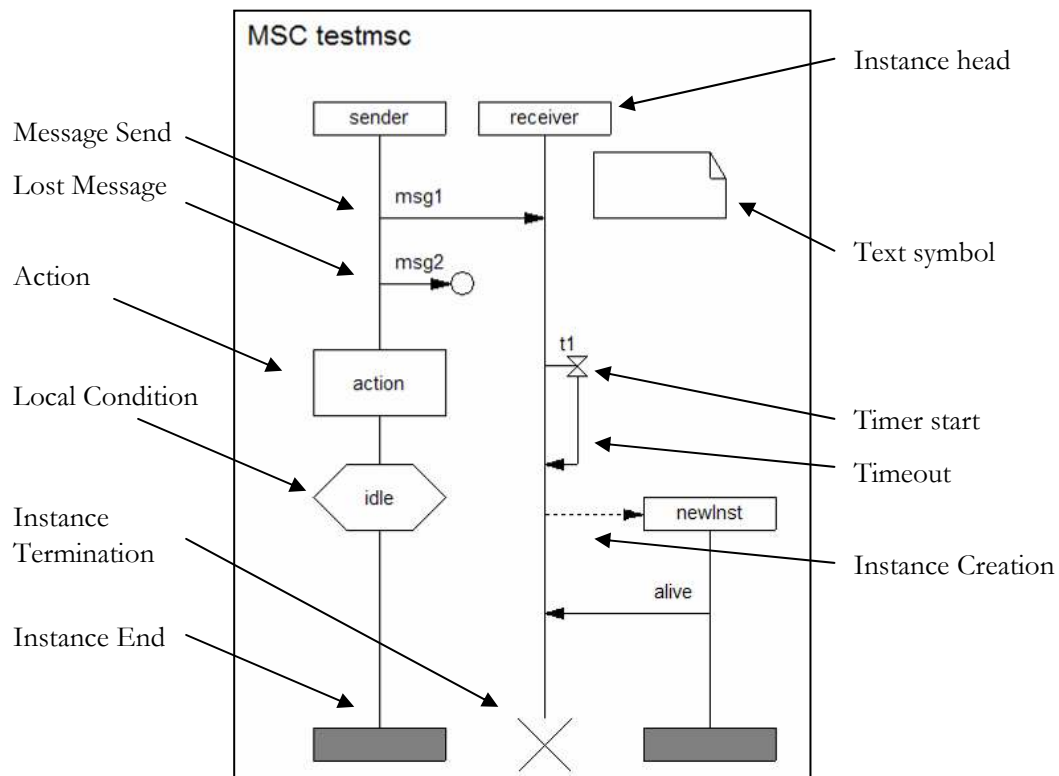 MSC testmsc
Instance head
sender
receiver
Message Send
Lost Message
msg1
Text symbol
msg2
Action
t1
action
Local Condition
Timer start
Timeout
idle
Instance
Termination
newInst
Instance Creation
alive
Instance End